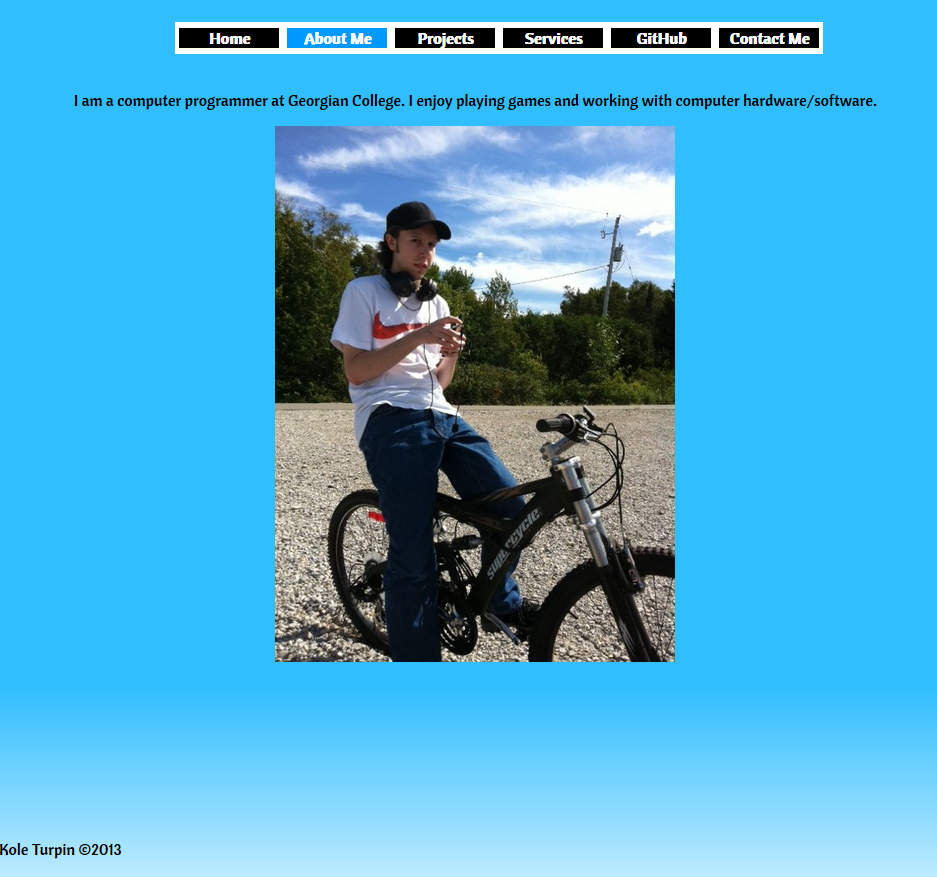 Home About Me Projects Services GitHub Contact Me
I am a computer programmer at Georgian College. I enjoy playing games and working with computer hardware/software.
supercycle
Kole Turpin ©2013